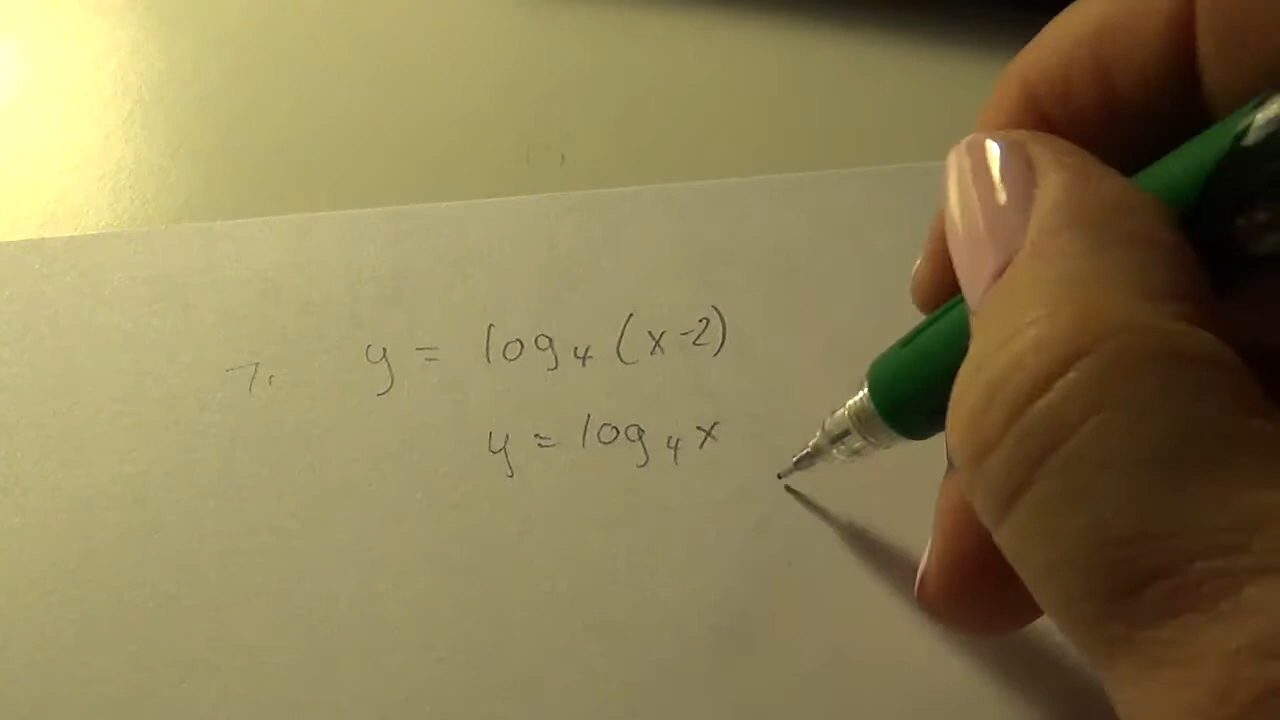 7. y = log₄ (x-2)
y = log₄ x